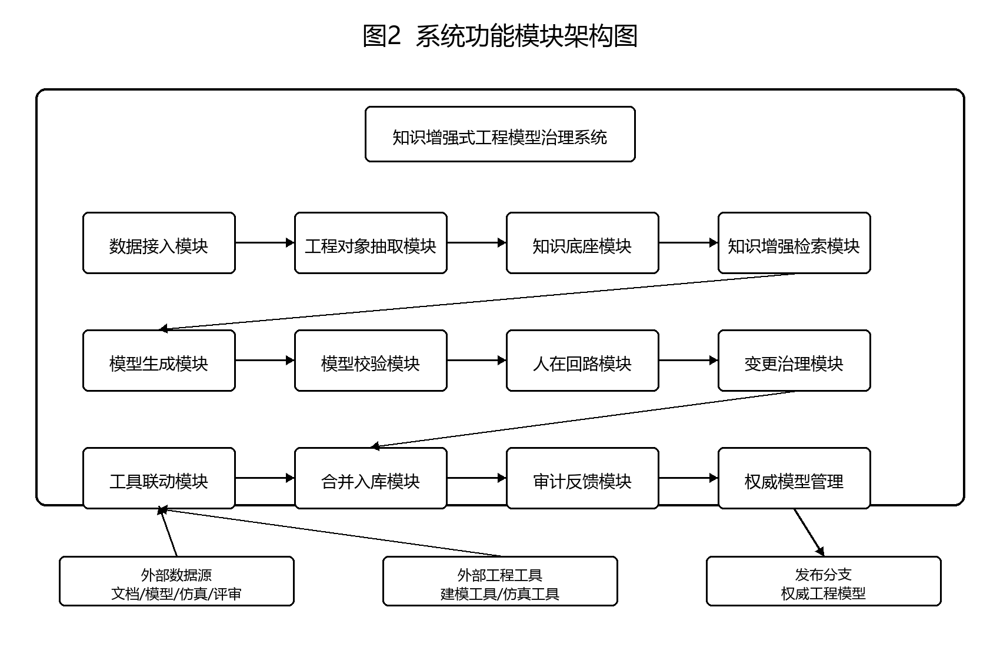 图2 系统功能模块架构图
知识增强式工程模型治理系统
数据接入模块
工程对象抽取模块
知识底座模块
知识增强检索模块
模型生成模块
模型校验模块
人在回路模块
变更治理模块
工具联动模块
合并入库模块
审计反馈模块
权威模型管理
外部数据源
文档/模型/仿真/评审
外部工程工具
建模工具/仿真工具
发布分支
权威工程模型